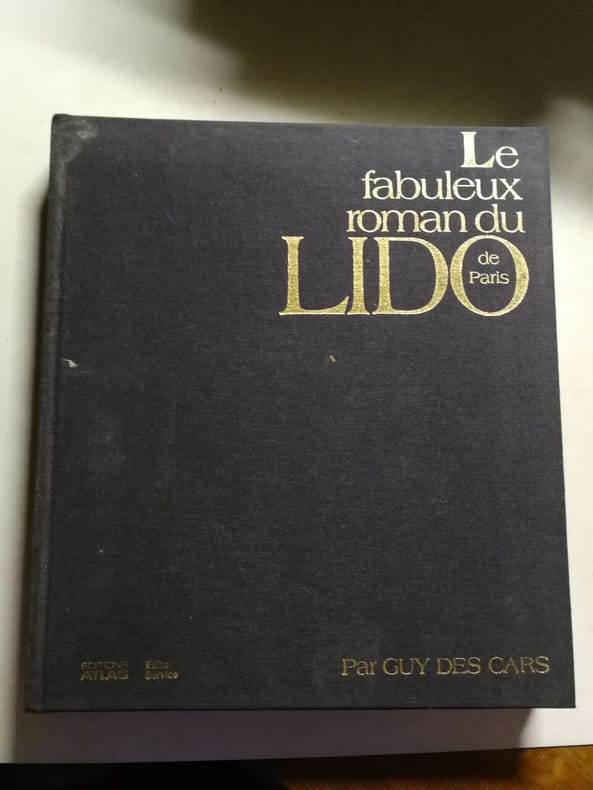 Le
fabuleux
roman du
LIDO
de
Paris
EDITIONS
ATLAS
Edito
Service
Par GUY DES CARS